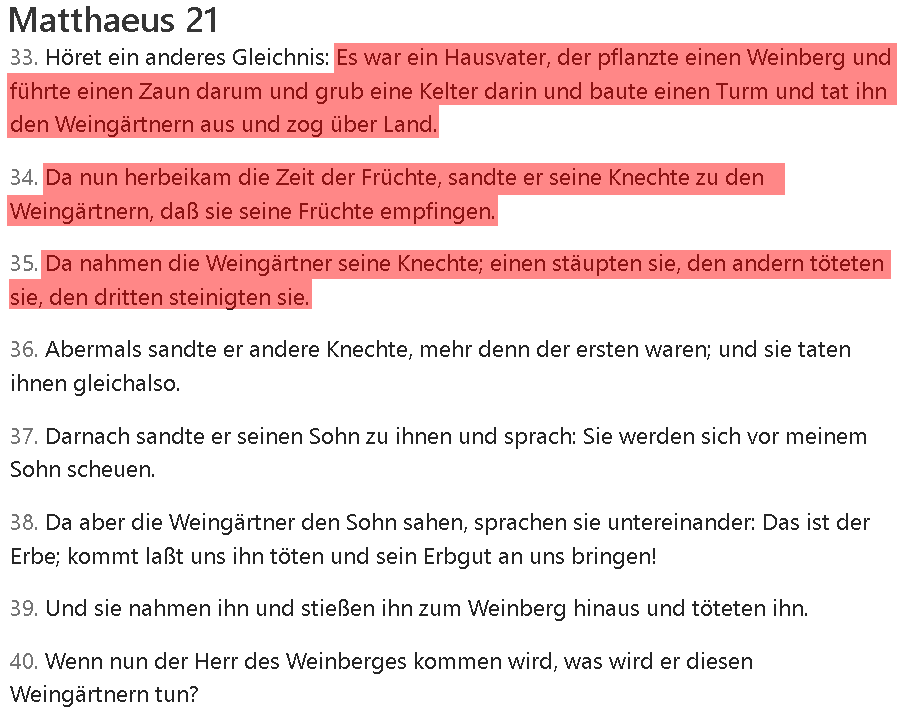 Matthaeus 21
33. Höret ein anderes Gleichnis: Es war ein Hausvater, der pflanzte einen Weinberg und
führte einen Zaun darum und grub eine Kelter darin und baute einen Turm und tat ihn
den Weingärtnern aus und zog über Land.
34. Da nun herbeikam die Zeit der Früchte, sandte er seine Knechte zu den
Weingärtnern, daß sie seine Früchte empfingen.
35. Da nahmen die Weingärtner seine Knechte; einen stäupten sie, den andern töteten
sie, den dritten steinigten sie.
36. Abermals sandte er andere Knechte, mehr denn der ersten waren; und sie taten
ihnen gleichalso.
37. Darnach sandte er seinen Sohn zu ihnen und sprach: Sie werden sich vor meinem
Sohn scheuen.
38. Da aber die Weingärtner den Sohn sahen, sprachen sie untereinander: Das ist der
Erbe; kommt laßt uns ihn töten und sein Erbgut an uns bringen!
39. Und sie nahmen ihn und stießen ihn zum Weinberg hinaus und töteten ihn.
40. Wenn nun der Herr des Weinberges kommen wird, was wird er diesen
Weingärtnern tun?